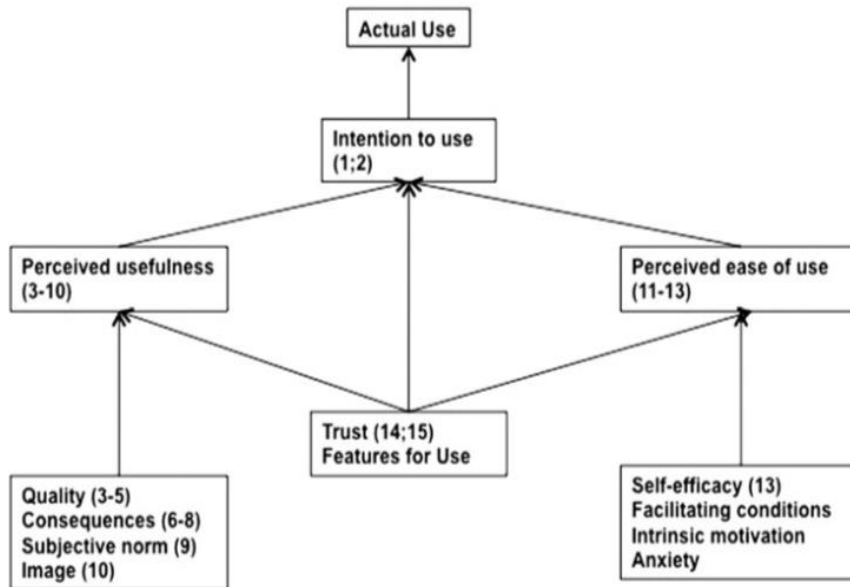 Actual Use
Intention to use
(1;2)
Perceived usefulness
(3-10)
Perceived ease of use
(11-13)
Trust (14;15)
Features for Use
Quality (3-5)
Consequences (6-8)
Subjective norm (9)
Image (10)
Self-efficacy (13)
Facilitating conditions
Intrinsic motivation
Anxiety